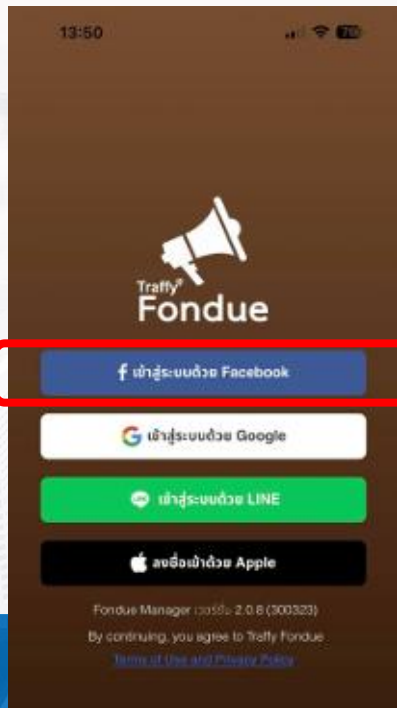 13:50
70
Traffy
Fondue
f เข้าสู่ระบบด้วย Facebook
G เข้าสู่ระบบด้วย Google
LINE เข้าสู่ระบบด้วย LINE
ลงชื่อเข้าด้วย Apple
Fondue Manager เวอร์ชัน 2.0.8 (300323)
By continuing, you agree to Traffy Fondue
Terms of Use and Privacy Policy